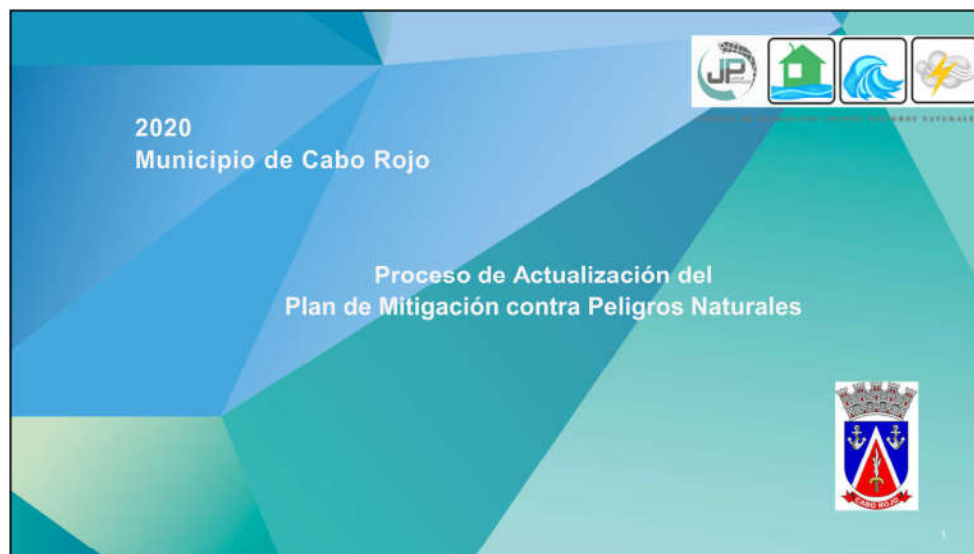 2020
Municipio de Cabo Rojo
JP
Proceso de Actualización del
Plan de Mitigación contra Peligros Naturales
CABO ROJO
1